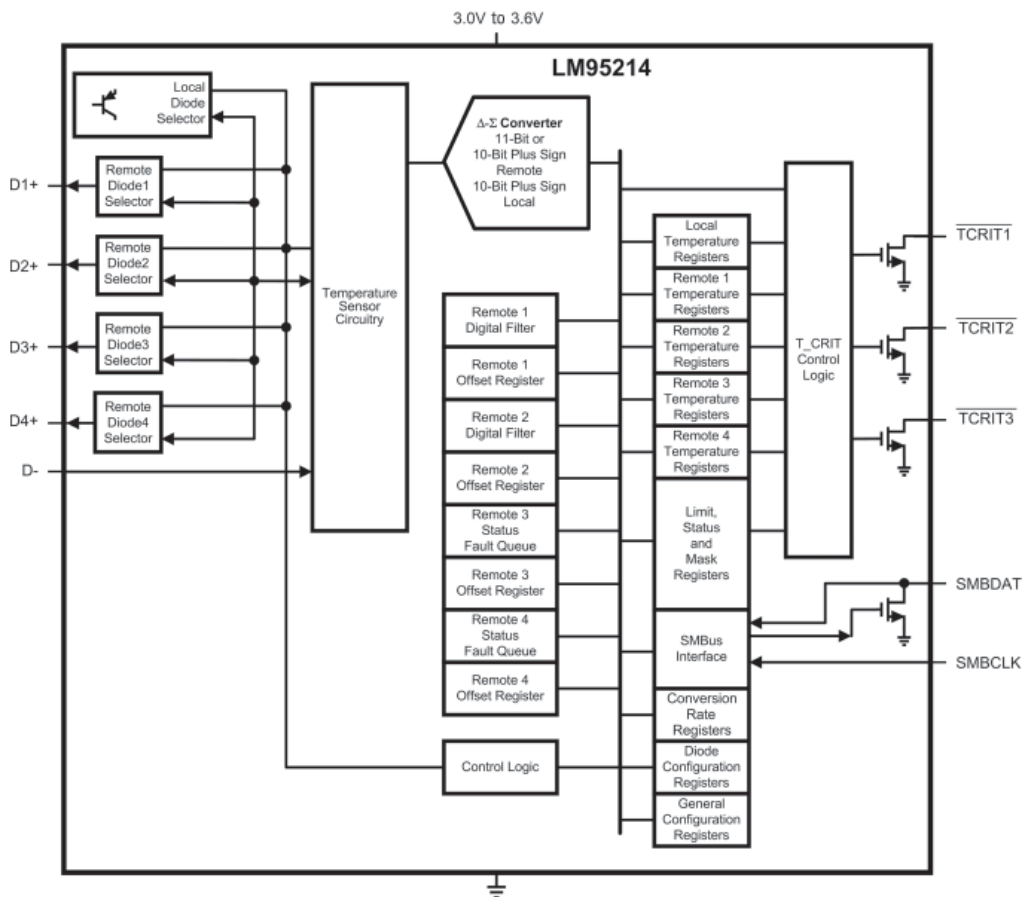 3.0V to 3.6V
LM95214
Local
Diode
Selector
D1+
Remote
Diode1
Selector
D2+
Remote
Diode2
Selector
D3+
Remote
Diode3
Selector
D4+
Remote
Diode4
Selector
D-
Temperature
Sensor
Circuitry
Δ-Σ Converter
11-Bit or
10-Bit Plus Sign
Remote
10-Bit Plus Sign
Local
Remote 1
Digital Filter
Remote 1
Offset Register
Remote 2
Digital Filter
Remote 2
Offset Register
Remote 3
Status
Fault Queue
Remote 3
Offset Register
Remote 4
Status
Fault Queue
Remote 4
Offset Register
Control Logic
Local
Temperature
Registers
Remote 1
Temperature
Registers
Remote 2
Temperature
Registers
Remote 3
Temperature
Registers
Remote 4
Temperature
Registers
Limit,
Status
and
Mask
Registers
SMBus
Interface
Conversion
Rate
Registers
Diode
Configuration
Registers
General
Configuration
Registers
T_CRIT
Control
Logic
TCRIT1
TCRIT2
TCRIT3
SMBDAT
SMBCLK